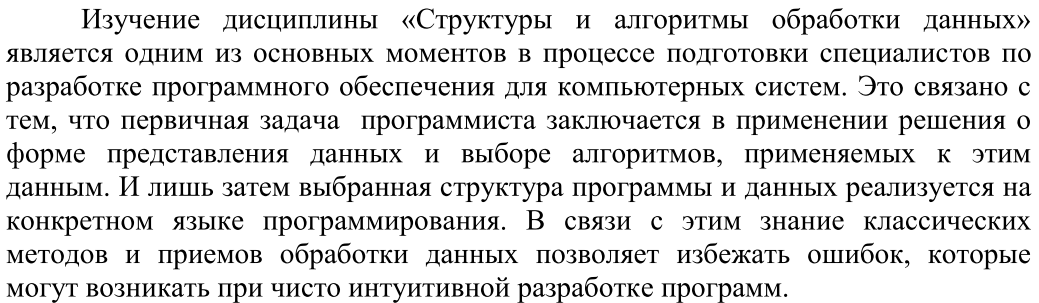 Изучение дисциплины «Структуры и алгоритмы обработки данных»
является одним из основных моментов в процессе подготовки специалистов по
разработке программного обеспечения для компьютерных систем. Это связано с
тем, что первичная задача  программиста заключается в применении решения о
форме представления данных и выборе алгоритмов, применяемых к этим
данным. И лишь затем выбранная структура программы и данных реализуется на
конкретном языке программирования. В связи с этим знание классических
методов и приемов обработки данных позволяет избежать ошибок, которые
могут возникать при чисто интуитивной разработке программ.